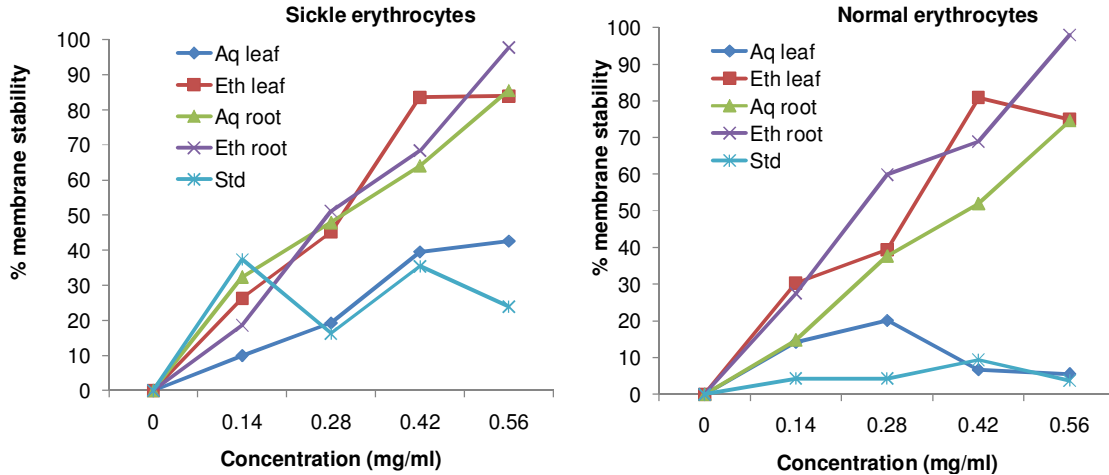 Sickle erythrocytes
% membrane stability
100
90
80
70
60
50
40
30
20
10
0
Aq leaf
Eth leaf
Aq root
Eth root
Std
0 0.14 0.28 0.42 0.56
Concentration (mg/ml)
Normal erythrocytes
% membrane stability
100
90
80
70
60
50
40
30
20
10
0
Aq leaf
Eth leaf
Aq root
Eth root
Std
0 0.14 0.28 0.42 0.56
Concentration (mg/ml)